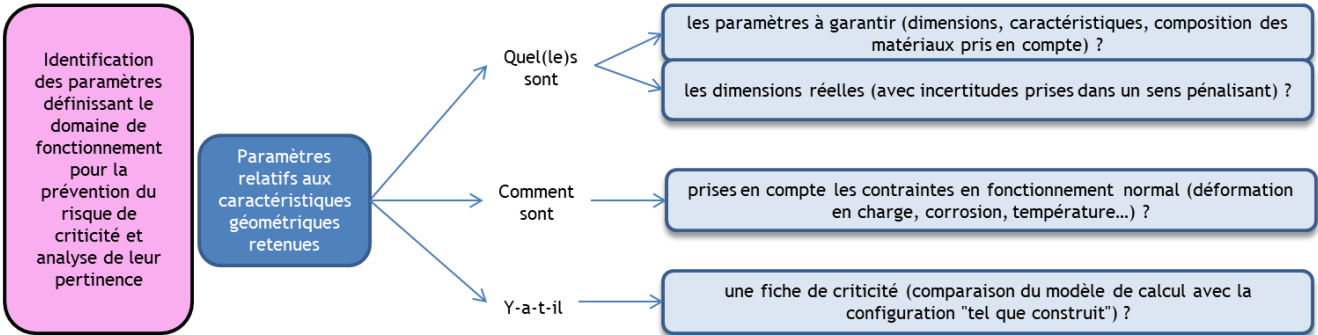 Identification
des paramètres
définissant le
domaine de
fonctionnement
pour la
prévention du
risque de
criticité et
analyse de leur
pertinence
Paramètres
relatifs aux
caractéristiques
géométriques
retenues
Quel(le)s
sont
les paramètres à garantir (dimensions, caractéristiques, composition des
matériaux pris en compte) ?
les dimensions réelles (avec incertitudes prises dans un sens pénalisant) ?
Comment
sont
prises en compte les contraintes en fonctionnement normal (déformation
en charge, corrosion, température…) ?
Y-a-t-il
une fiche de criticité (comparaison du modèle de calcul avec la
configuration "tel que construit") ?